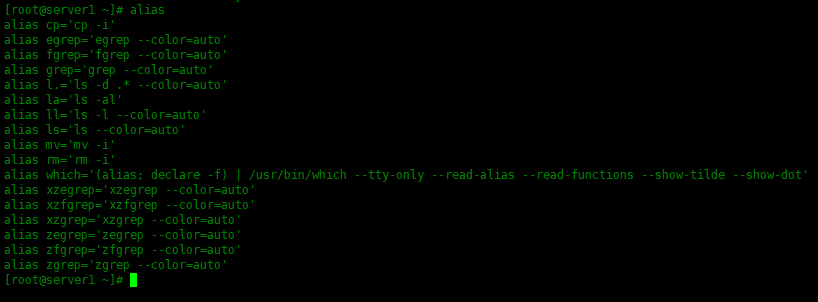 [root@server1 ~]# alias
alias cp='cp -i'
alias egrep='egrep --color=auto'
alias fgrep='fgrep --color=auto'
alias grep='grep --color=auto'
alias l.='ls -d .* --color=auto'
alias la='ls -al'
alias ll='ls -l --color=auto'
alias ls='ls --color=auto'
alias mv='mv -i'
alias rm='rm -i'
alias which='(alias; declare -f) | /usr/bin/which --tty-only --read-alias --read-functions --show-tilde --show-dot'
alias xzegrep='xzegrep --color=auto'
alias xzfgrep='xzfgrep --color=auto'
alias xzgrep='xzgrep --color=auto'
alias zegrep='zegrep --color=auto'
alias zfgrep='zfgrep --color=auto'
alias zgrep='zgrep --color=auto'
[root@server1 ~]#